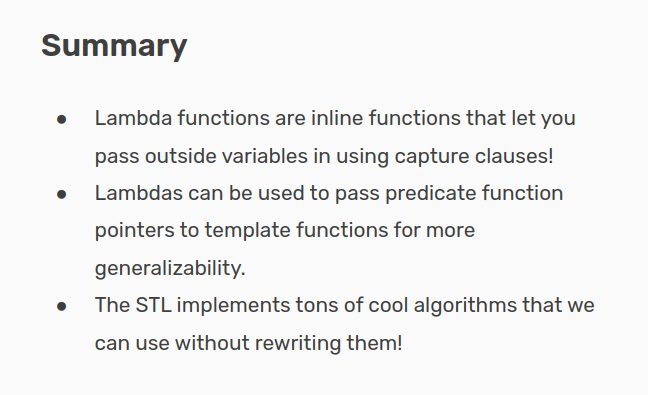 Summary
● Lambda functions are inline functions that let you
pass outside variables in using capture clauses!
● Lambdas can be used to pass predicate function
pointers to template functions for more
generalizability.
● The STL implements tons of cool algorithms that we
can use without rewriting them!